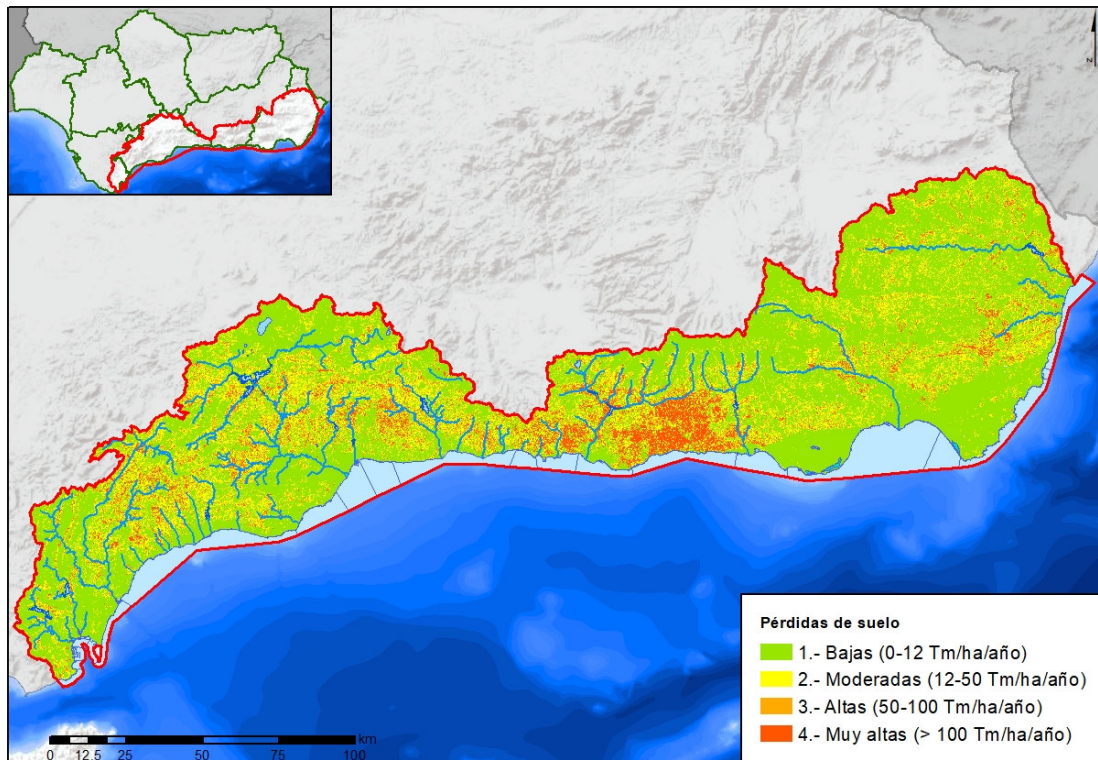 N
Pérdidas de suelo
1.- Bajas (0-12 Tm/ha/año)
2.- Moderadas (12-50 Tm/ha/año)
3.- Altas (50-100 Tm/ha/año)
4.- Muy altas (> 100 Tm/ha/año)
km
0 12.5 25 50 75 100